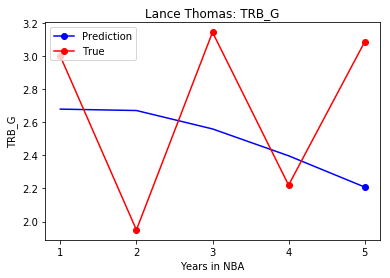 Lance Thomas: TRB_G
Prediction
True
3.2
3.0
2.8
2.6
2.4
2.2
2.0
TRB_G
1 2 3 4 5
Years in NBA